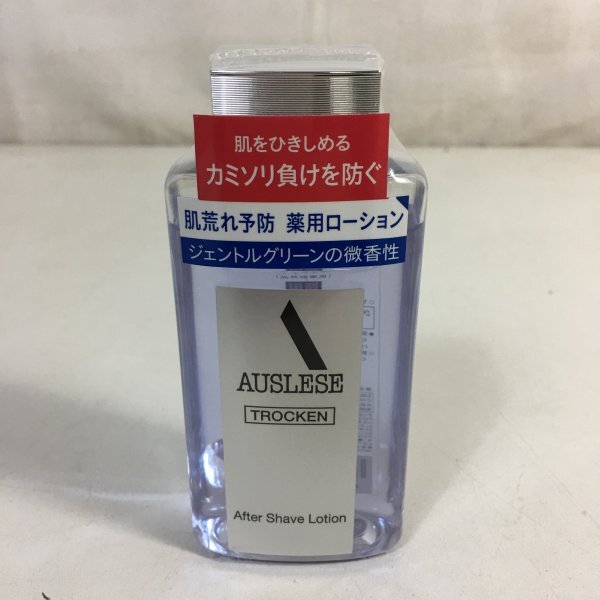 肌をひきしめる
カミソリ負けを防ぐ
肌荒れ予防 薬用ローション
ジェントルグリーンの微香性
AUSLESE
TROCKEN
After Shave Lotion